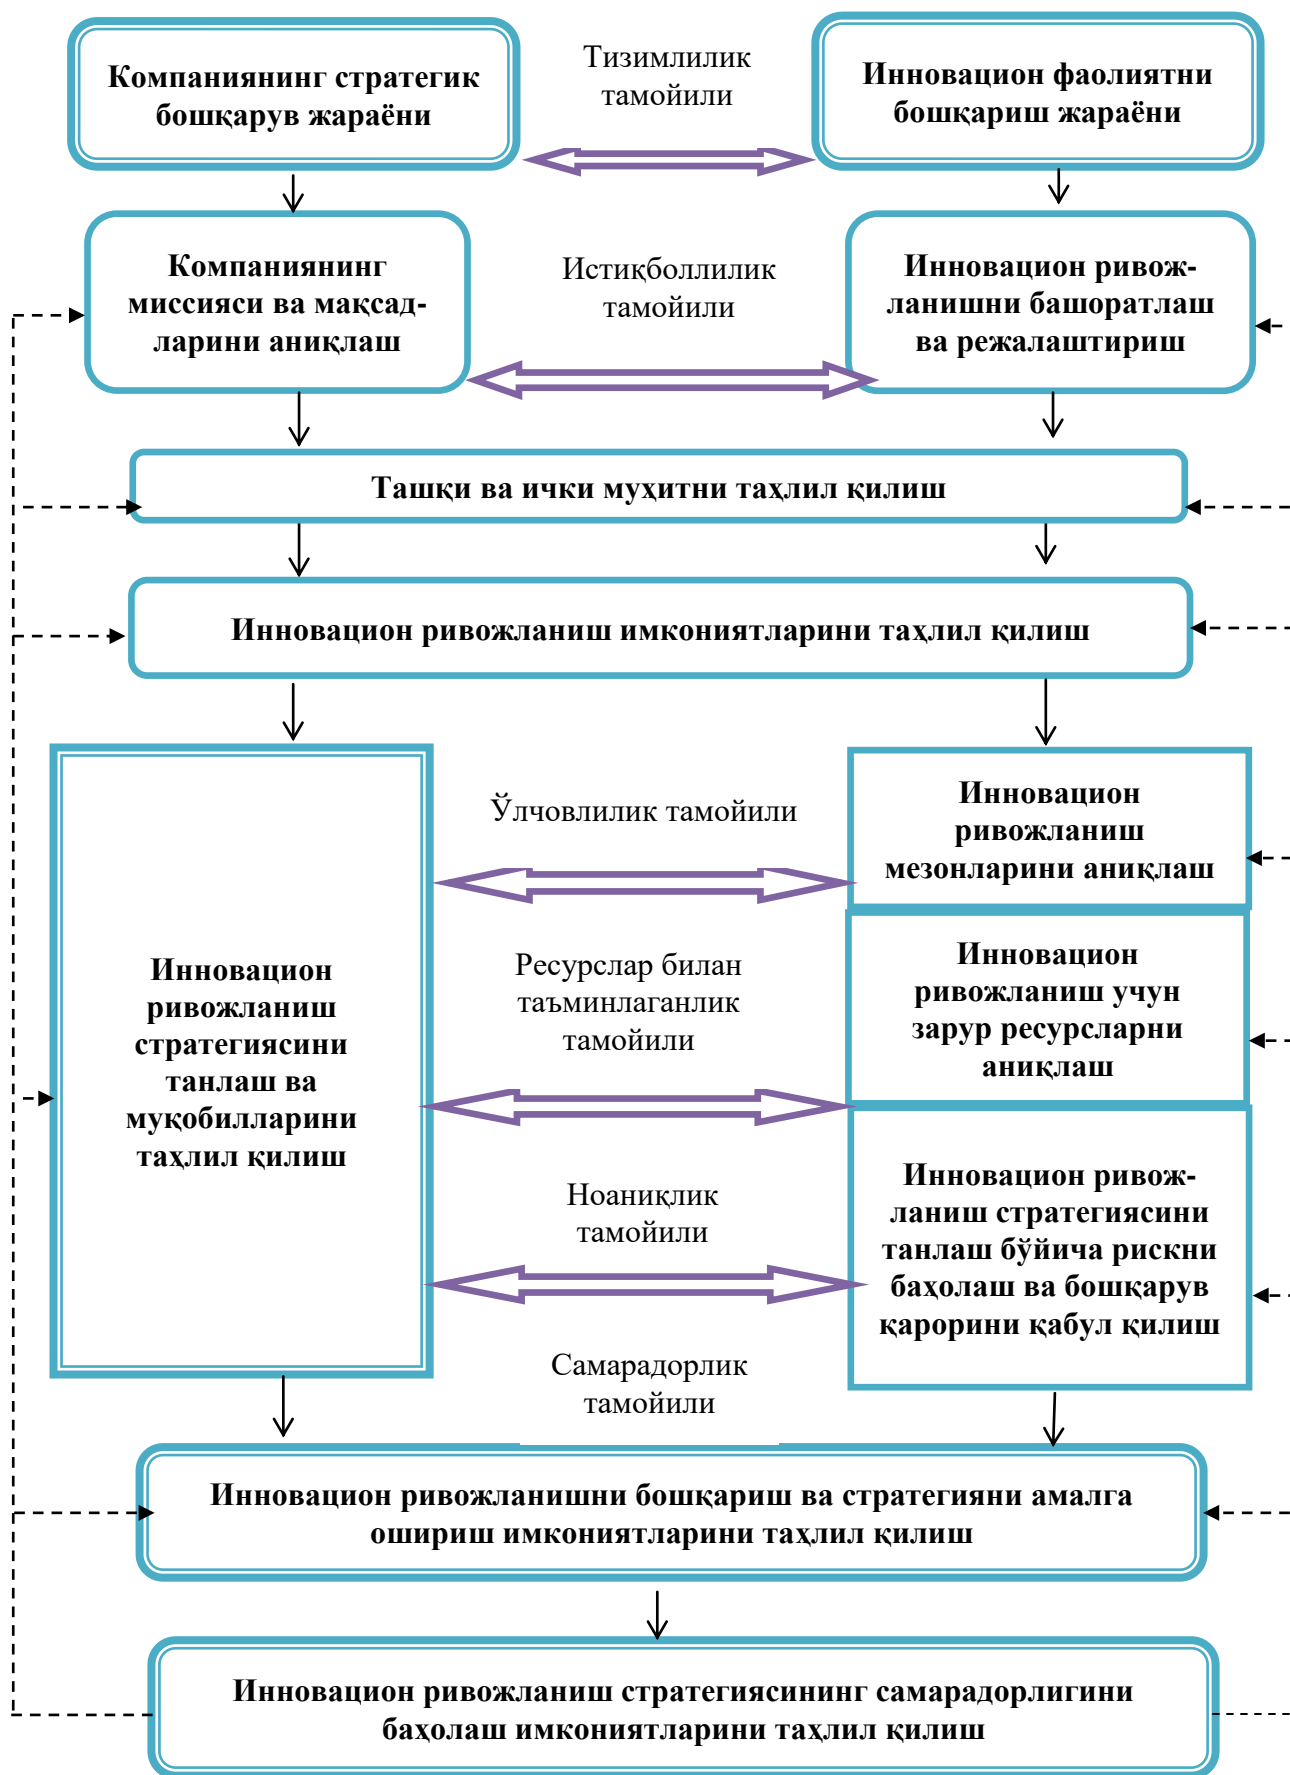 Компаниянинг стратегик
бошқарув жараёни
Тизимлилик
тамойили
Инновацион фаолиятни
бошқариш жараёни
Компаниянинг
миссияси ва мақсад-
ларини аниқлаш
Истиқболлилик
тамойили
Инновацион ривож-
ланишни башоратлаш
ва режалаштириш
Ташқи ва ички муҳитни таҳлил қилиш
Инновацион ривожланиш имкониятларини таҳлил қилиш
Инновацион
ривожланиш
стратегиясини
танлаш ва
муқобилларини
таҳлил қилиш
Ўлчовлилик тамойили
Инновацион
ривожланиш
мезонларини аниқлаш
Ресурслар билан
таъминлаганлик
тамойили
Инновацион
ривожланиш учун
зарур ресурсларни
аниқлаш
Ноаниқлик
тамойили
Инновацион ривож-
ланиш стратегиясини
танлаш бўйича рискни
баҳолаш ва бошқарув
қарорини қабул қилиш
Самарадорлик
тамойили
Инновацион ривожланишни бошқариш ва стратегияни амалга
ошириш имкониятларини таҳлил қилиш
Инновацион ривожланиш стратегиясининг самарадорлигини
баҳолаш имкониятларини таҳлил қилиш